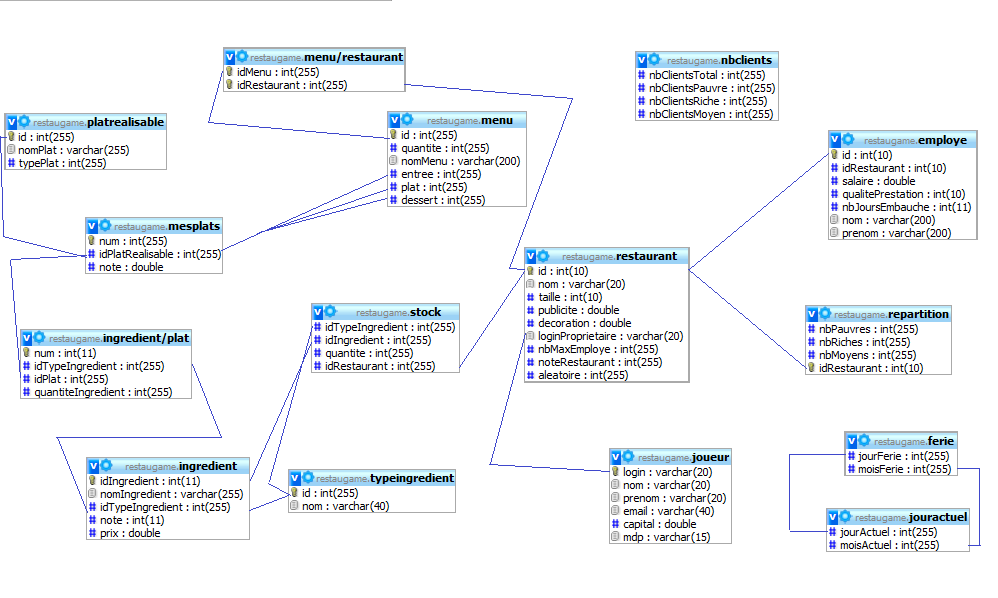 restaugame.menu/restaurant
idMenu : int(255)
idRestaurant : int(255)
restaugame.nbclients
nbClientsTotal : int(255)
nbClientsPauvre : int(255)
nbClientsRiche : int(255)
nbClientsMoyen : int(255)
restaugame.platrealisable
id : int(255)
nomPlat : varchar(255)
typePlat : int(255)
restaugame.menu
id : int(255)
quantite : int(255)
nomMenu : varchar(200)
entree : int(255)
plat : int(255)
dessert : int(255)
restaugame.employe
id : int(10)
idRestaurant : int(10)
salaire : double
qualitePrestation : int(10)
nbJoursEmbauche : int(11)
nom : varchar(200)
prenom : varchar(200)
restaugame.mesplats
num : int(255)
idPlatRealisable : int(255)
note : double
restaugame.restaurant
id : int(10)
nom : varchar(20)
taille : int(10)
publicite : double
decoration : double
loginProprietaire : varchar(20)
nbMaxEmploye : int(255)
noteRestaurant : int(255)
aleatoire : int(255)
restaugame.stock
idTypeIngredient : int(255)
idIngredient : int(255)
quantite : int(255)
idRestaurant : int(255)
restaugame.repartition
nbPauvres : int(255)
nbRiches : int(255)
nbMoyens : int(255)
idRestaurant : int(10)
restaugame.ingredient/plat
num : int(11)
idTypeIngredient : int(255)
idPlat : int(255)
quantiteIngredient : int(255)
restaugame.ingredient
idIngredient : int(11)
nomIngredient : varchar(255)
idTypeIngredient : int(255)
note : int(11)
prix : double
restaugame.typeingredient
id : int(255)
nom : varchar(40)
restaugame.joueur
login : varchar(20)
nom : varchar(20)
prenom : varchar(20)
email : varchar(40)
capital : double
mdp : varchar(15)
restaugame.ferie
jourFerie : int(255)
moisFerie : int(255)
restaugame.jouractuel
jourActuel : int(255)
moisActuel : int(255)